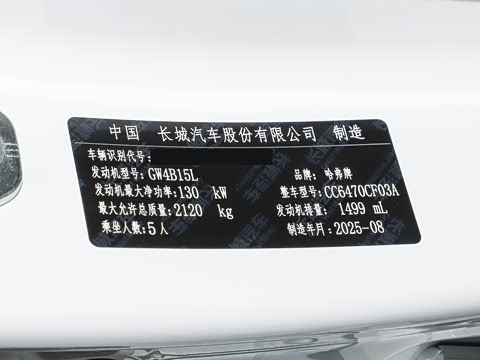 中国 长城汽车股份有限公司 制造
车辆识别代号:
发动机型号:GW4B15L 品牌: 哈弗牌
发动机最大净功率:130 kW 整车型号:CC6470CF03A
最大允许总质量:2120 kg 发动机排量: 1499 mL
乘坐人数:5人 制造年月:2025-08